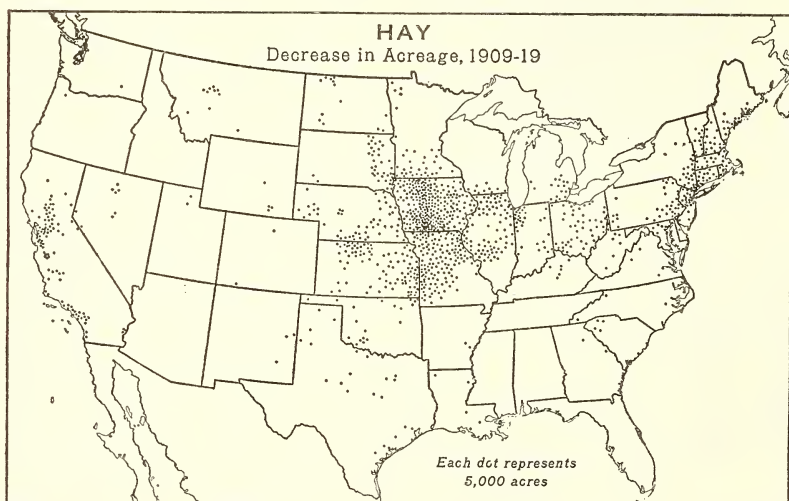 HAY
Decrease in Acreage, 1909-19
Each dot represents
5,000 acres